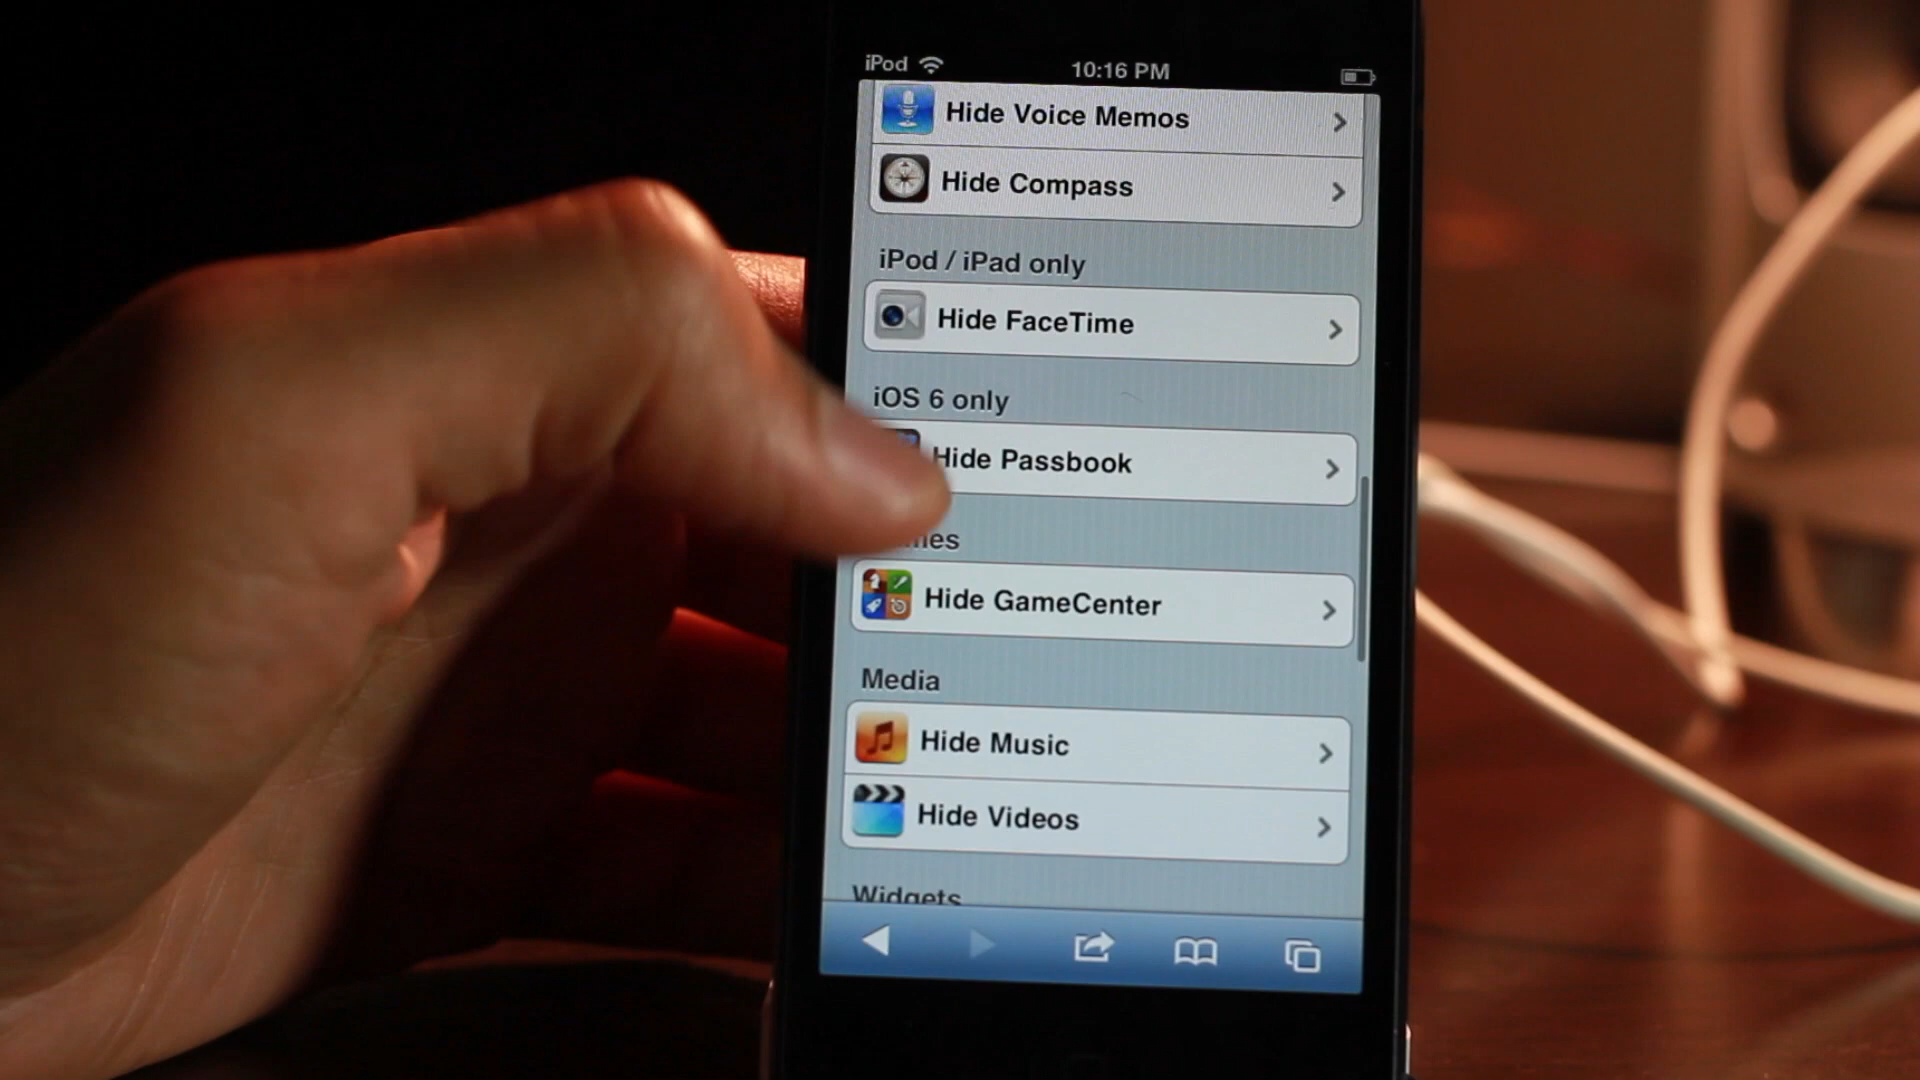 iPod 10:16 PM
Hide Voice Memos
Hide Compass
iPod / iPad only
Hide FaceTime
iOS 6 only
Hide Passbook
Hide GameCenter
Media
Hide Music
Hide Videos
Widgets